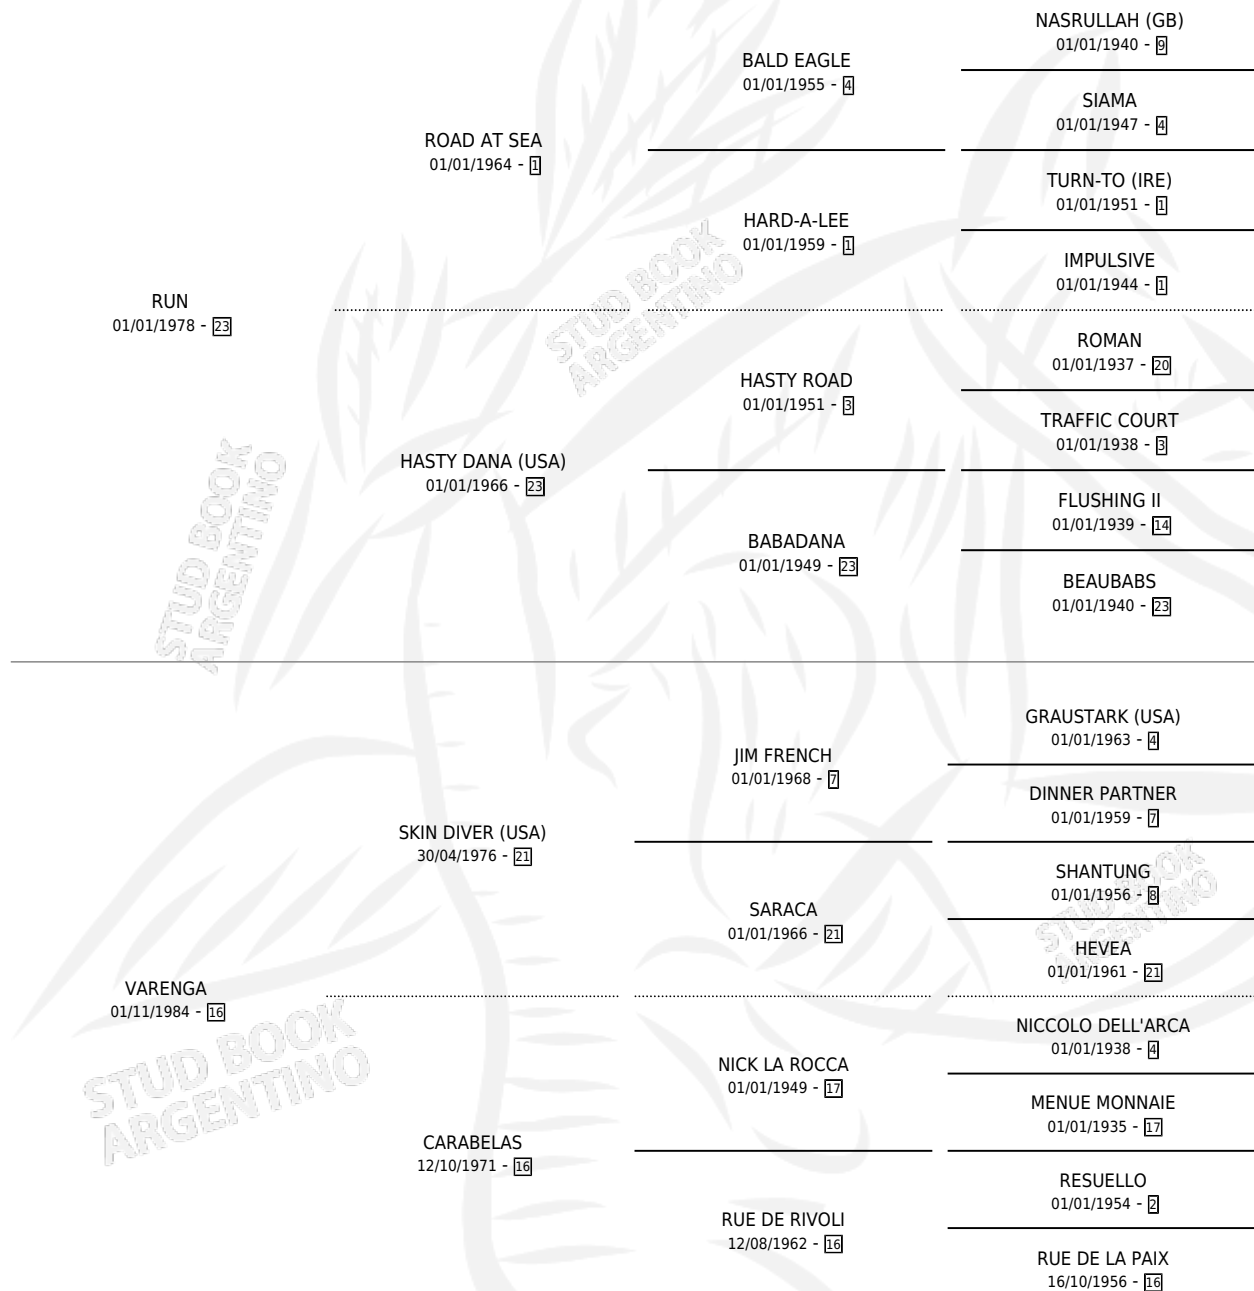 NASRULLAH (GB)
01/01/1940 - 9
BALD EAGLE
01/01/1955 - 4
SIAMA
01/01/1947 - 4
ROAD AT SEA
01/01/1964 - 1
TURN-TO (IRE)
01/01/1951 - 1
HARD-A-LEE
01/01/1959 - 1
IMPULSIVE
01/01/1944 - 1
RUN
01/01/1978 - 23
ROMAN
01/01/1937 - 20
HASTY ROAD
01/01/1951 - 3
TRAFFIC COURT
01/01/1938 - 3
HASTY DANA (USA)
01/01/1966 - 23
FLUSHING II
01/01/1939 - 14
BABADANA
01/01/1949 - 23
BEAUBABS
01/01/1940 - 23
STUD BOOK
ARGENTINO
STUD BOOK
ARGENTINO
GRAUSTARK (USA)
01/01/1963 - 4
JIM FRENCH
01/01/1968 - 7
DINNER PARTNER
01/01/1959 - 7
SKIN DIVER (USA)
30/04/1976 - 21
SHANTUNG
01/01/1956 - 8
SARACA
01/01/1966 - 21
HEVEA
01/01/1961 - 21
STUD BOOK
ARGENTINO
VARENGA
01/11/1984 - 16
NICCOLO DELL'ARCA
01/01/1938 - 4
NICK LA ROCCA
01/01/1949 - 17
MENUE MONNAIE
01/01/1935 - 17
CARABELAS
12/10/1971 - 16
RESUELLO
01/01/1954 - 2
RUE DE RIVOLI
12/08/1962 - 16
RUE DE LA PAIX
16/10/1956 - 16
STUD BOOK
ARGENTINO